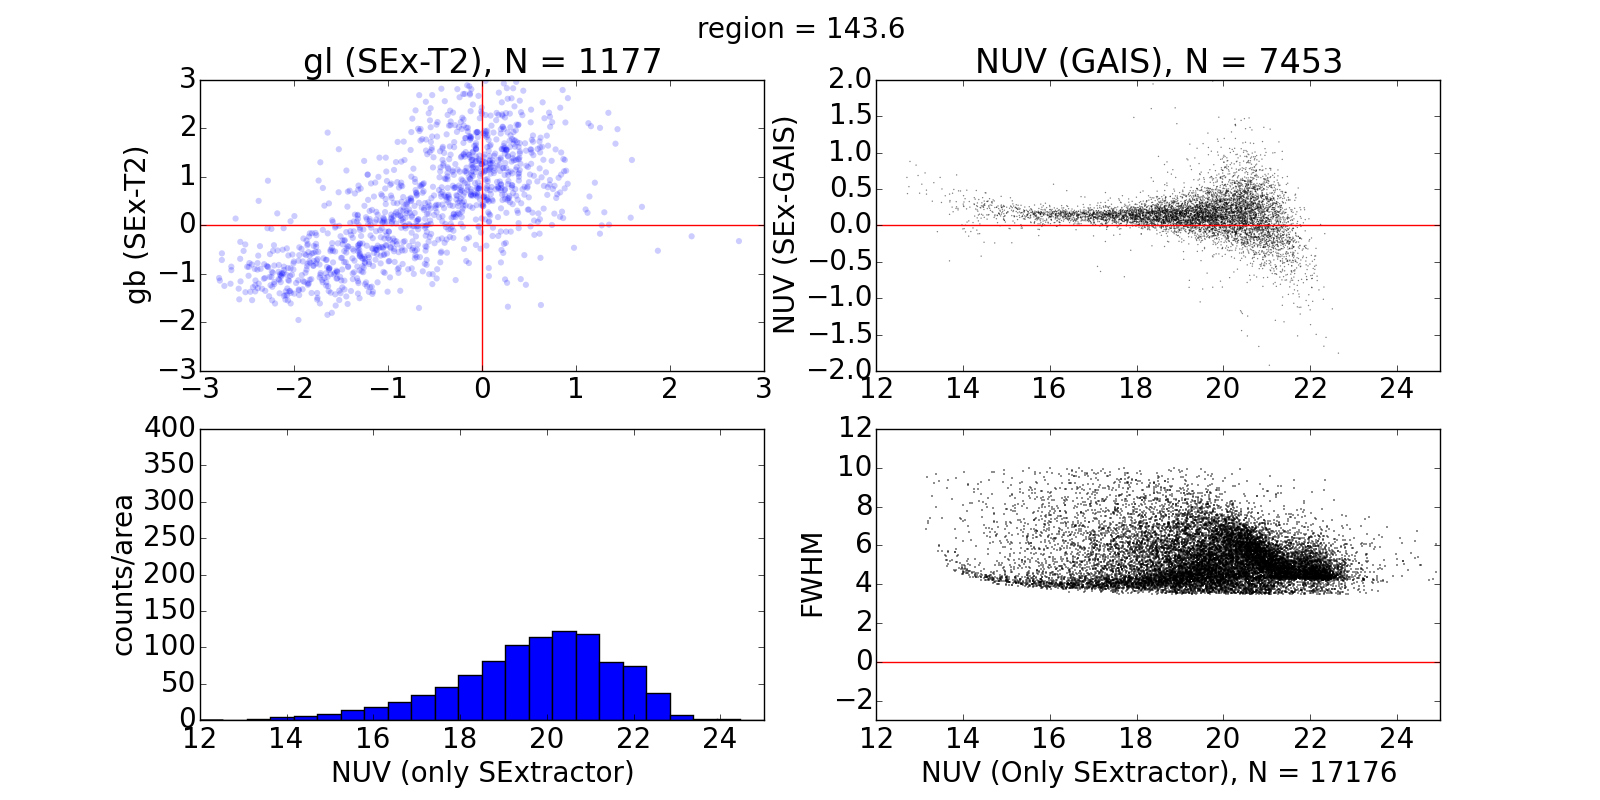 region = 143.6
gl (SEx-T2), N = 1177
NUV (GAIS), N = 7453
gb (SEx-T2)
3
2
1
0
−1
−2
−3
−3 −2 −1 0 1 2 3
NUV (SEx-GAIS)
2.0
1.5
1.0
0.5
0.0
−0.5
−1.0
−1.5
−2.0
12 14 16 18 20 22 24
counts/area
400
350
300
250
200
150
100
50
0
12 14 16 18 20 22 24
NUV (only SExtractor)
FWHM
12
10
8
6
4
2
0
−2
12 14 16 18 20 22 24
NUV (Only SExtractor), N = 17176